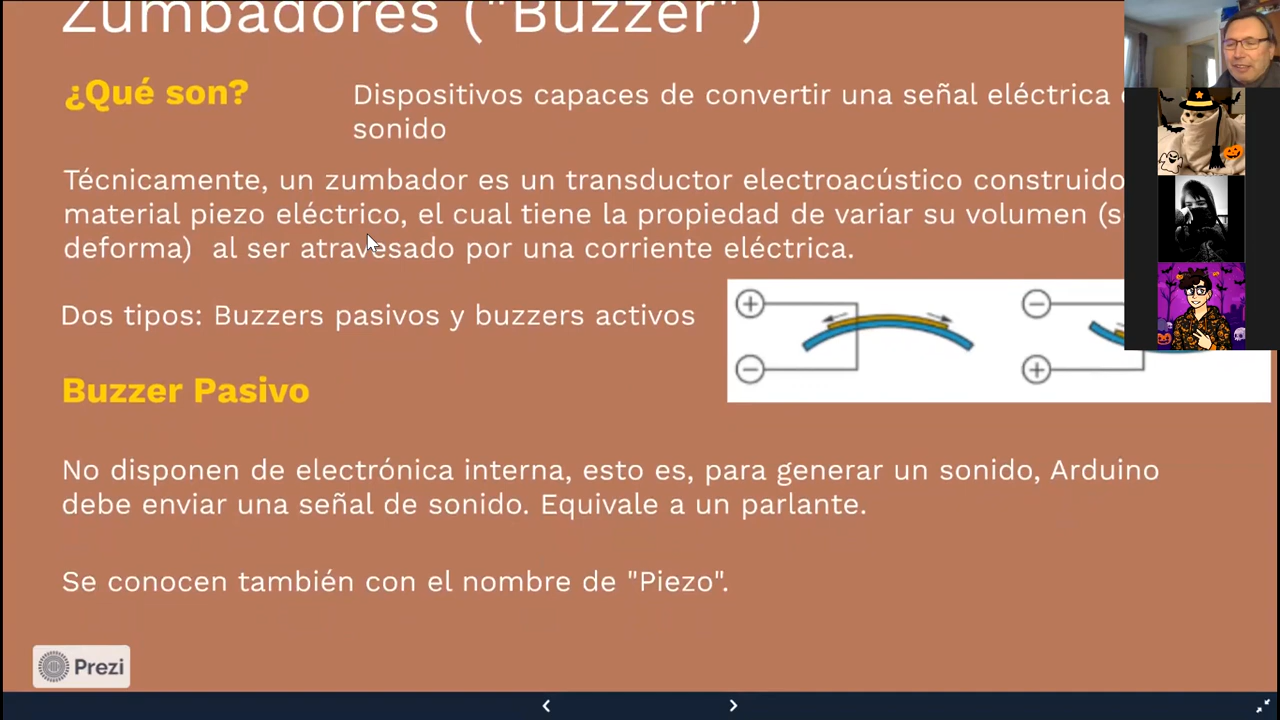 Zumbadores ("Buzzer")
¿Qué son?
Dispositivos capaces de convertir una señal eléctrica
sonido
Técnicamente, un zumbador es un transductor electroacústico construido
material piezo eléctrico, el cual tiene la propiedad de variar su volumen
deforma) al ser atravesado por una corriente eléctrica.
Dos tipos: Buzzers pasivos y buzzers activos
Buzzer Pasivo
No disponen de electrónica interna, esto es, para generar un sonido, Arduino
debe enviar una señal de sonido. Equivale a un parlante.
Se conocen también con el nombre de "Piezo".
Prezi